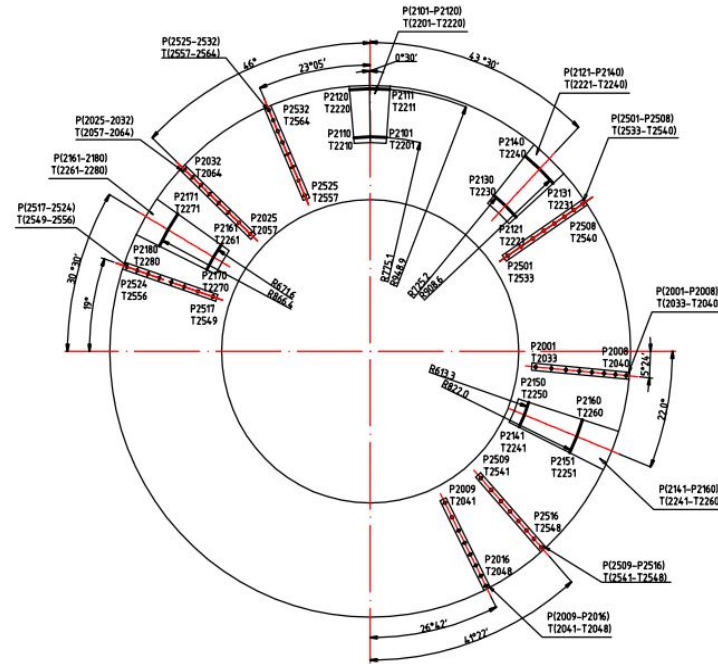 P(2101-P2120)
T(2201-T2220)
P(2525-2532)
T(2557-2564)
46°
23°05'
0°30'
43°30'
P(2121-P2140)
T(2221-T2240)
P(2501-P2508)
T(2533-T2540)
P(2025-2032)
T(2057-2064)
P(2161-2180)
T(2261-2280)
P(2517-2524)
T(2549-2556)
P2532
T2564
P2120
T2220
P2111
T2211
P2110
T2210
P2101
T2201
P2140
T2240
P2130
T2230
P2131
T2231
P2121
T2221
P2508
T2540
P2501
T2533
P2032
T2064
P2525
T2557
P2025
T2057
P2171
T2271
P2161
T2261
P2180
T2280
P2170
T2270
P2524
T2556
P2517
T2549
30°30'
19°
R671.6
R866.4
R775.1
R948.9
R725.2
R908.6
P(2001-P2008)
T(2033-T2040
P2001
T2033
P2008
T2040
5°24'
22.0°
R613.3
R822.0
P2150
T2250
P2160
T2260
P2141
T2241
P2151
T2251
P(2141-P2160)
T(2241-T2260
P2509
T2541
P2009
T2041
P2516
T2548
P2016
T2048
P(2509-P2516)
T(2541-T2548)
P(2009-P2016)
T(2041-T2048)
26°42'
41°22'